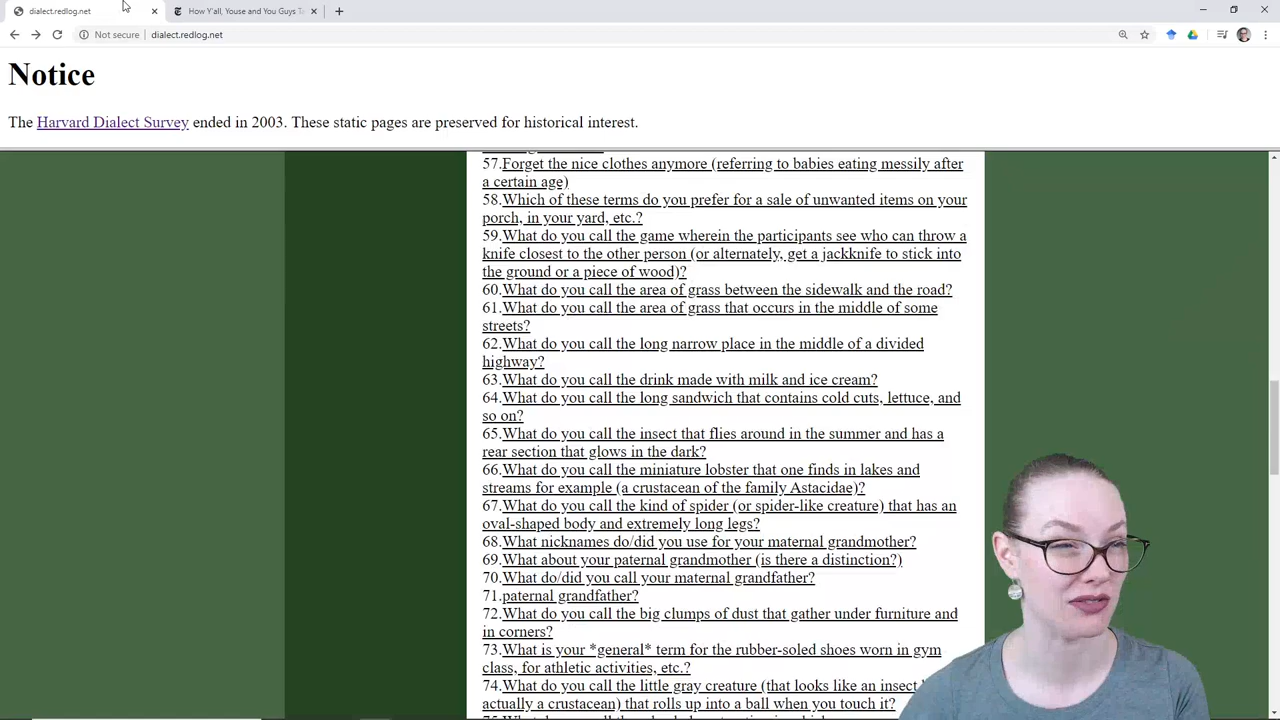 dialect.redlog.net
How Y'all, Youse and You Guys Ta
Not secure | dialect.redlog.net
Notice
The Harvard Dialect Survey ended in 2003. These static pages are preserved for historical interest.
57.Forget the nice clothes anymore (referring to babies eating messily after
a certain age)
58.Which of these terms do you prefer for a sale of unwanted items on your
porch, in your yard, etc.?
59.What do you call the game wherein the participants see who can throw a
knife closest to the other person (or alternately, get a jackknife to stick into
the ground or a piece of wood)?
60.What do you call the area of grass between the sidewalk and the road?
61.What do you call the area of grass that occurs in the middle of some
streets?
62.What do you call the long narrow place in the middle of a divided
highway?
63.What do you call the drink made with milk and ice cream?
64.What do you call the long sandwich that contains cold cuts, lettuce, and
so on?
65.What do you call the insect that flies around in the summer and has a
rear section that glows in the dark?
66.What do you call the miniature lobster that one finds in lakes and
streams for example (a crustacean of the family Astacidae)?
67.What do you call the kind of spider (or spider-like creature) that has an
oval-shaped body and extremely long legs?
68.What nicknames do/did you use for your maternal grandmother?
69.What about your paternal grandmother (is there a distinction?)
70.What do/did you call your maternal grandfather?
71.paternal grandfather?
72.What do you call the big clumps of dust that gather under furniture and
in corners?
73.What is your *general* term for the rubber-soled shoes worn in gym
class, for athletic activities, etc.?
74.What do you call the little gray creature (that looks like an insect
actually a crustacean) that rolls up into a ball when you touch it?